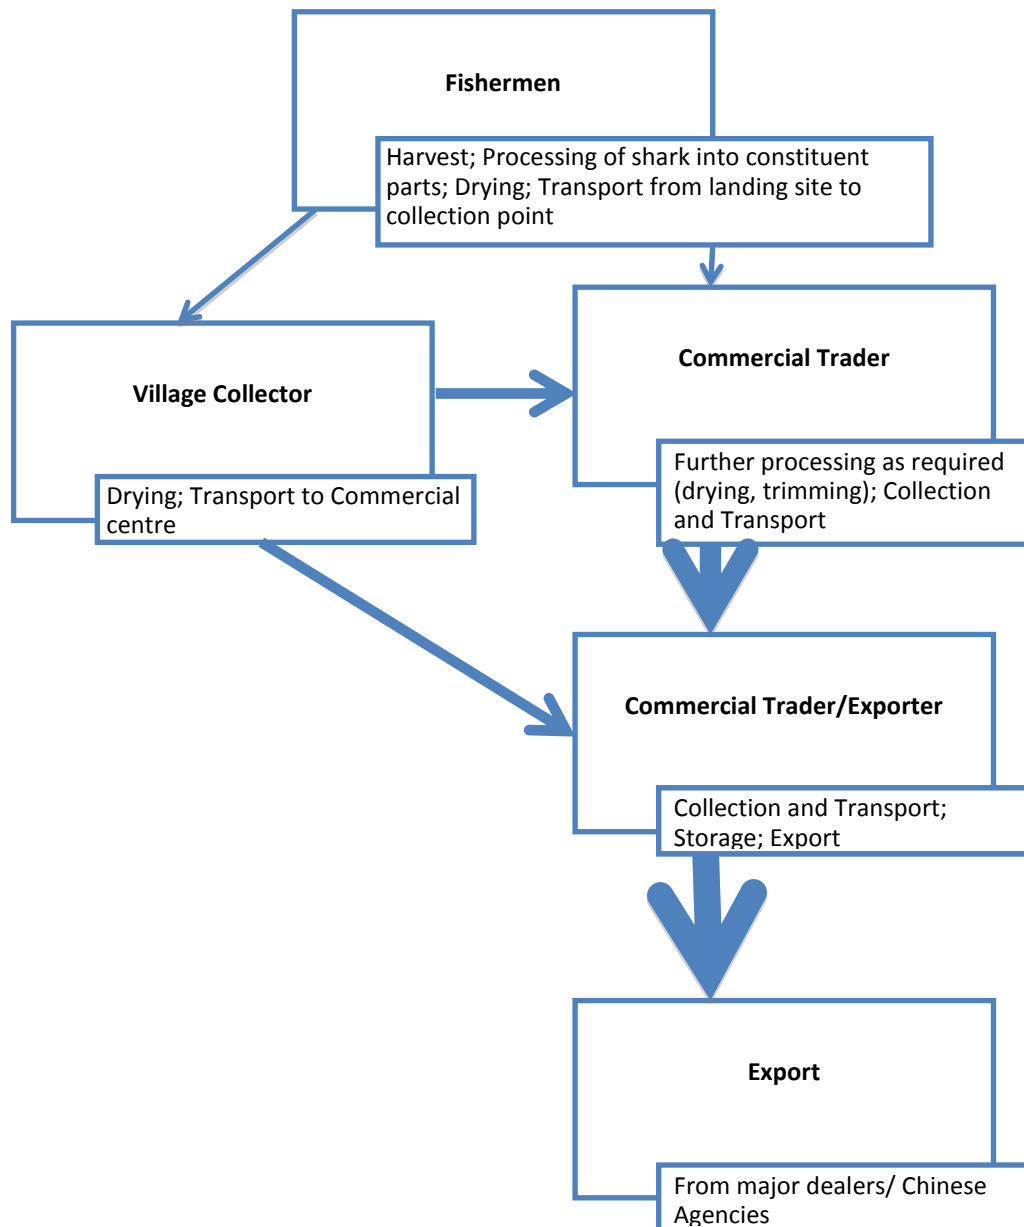 Fishermen
Harvest; Processing of shark into constituent
parts; Drying; Transport from landing site to
collection point
Village Collector
Drying; Transport to Commercial
centre
Commercial Trader
Further processing as required
(drying, trimming); Collection
and Transport
Commercial Trader/Exporter
Collection and Transport;
Storage; Export
Export
From major dealers/ Chinese
Agencies